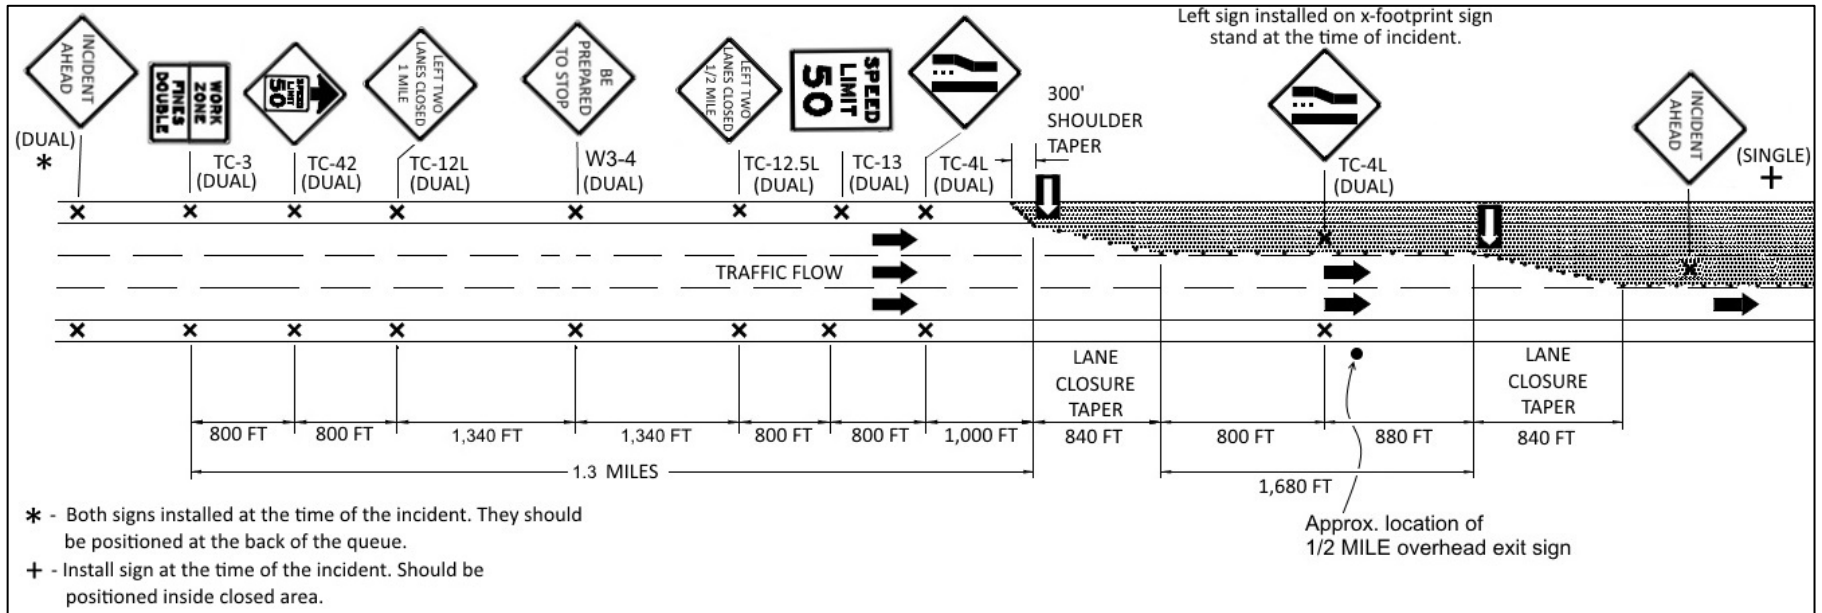 Left sign installed on x-footprint sign
stand at the time of incident.
INCIDENT
AHEAD
(DUAL)
*
WORK
ZONE
FINES
DOUBLE
TC-3
(DUAL)
SPEED
LIMIT
50
TC-42
(DUAL)
LEFT TWO
LANES CLOSED
1 MILE
TC-12L
(DUAL)
BE
PREPARED
TO STOP
W3-4
(DUAL)
LEFT TWO
LANES CLOSED
1/2 MILE
TC-12.5L
(DUAL)
SPEED
LIMIT
50
TC-13
(DUAL)
TC-4L
(DUAL)
300'
SHOULDER
TAPER
TC-4L
(DUAL)
INCIDENT
AHEAD
(SINGLE)
+
TRAFFIC FLOW
LANE
CLOSURE
TAPER
LANE
CLOSURE
TAPER
800 FT
800 FT
1,340 FT
1,340 FT
800 FT
800 FT
1,000 FT
840 FT
800 FT
880 FT
840 FT
1.3 MILES
1,680 FT
Approx. location of
1/2 MILE overhead exit sign
* - Both signs installed at the time of the incident. They should
be positioned at the back of the queue.
+ - Install sign at the time of the incident. Should be
positioned inside closed area.